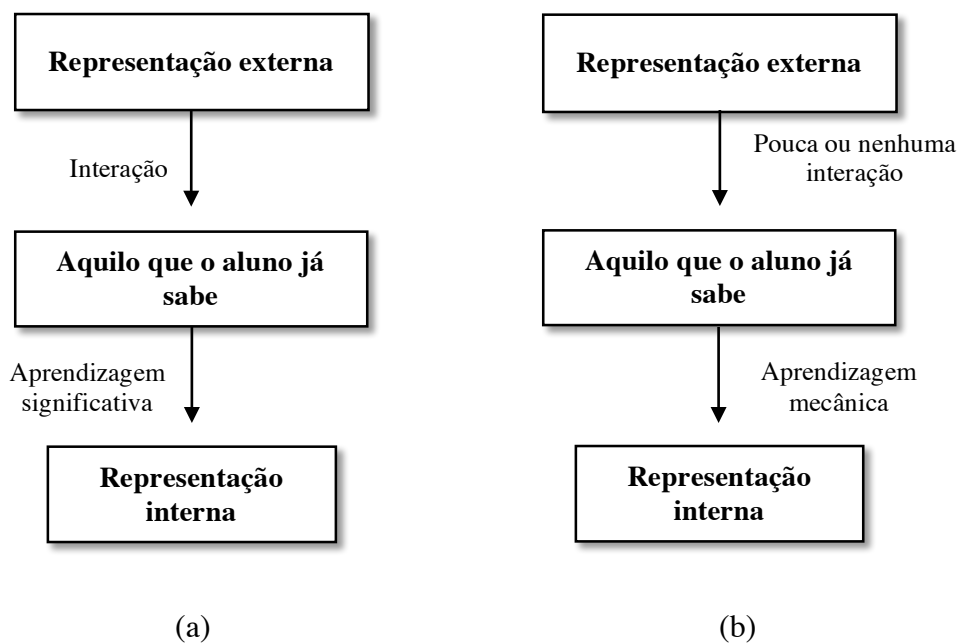 Representação externa
Interação
Aquilo que o aluno já
sabe
Aprendizagem
significativa
Representação
interna
(a)
Representação externa
Pouca ou nenhuma
interação
Aquilo que o aluno já
sabe
Aprendizagem
mecânica
Representação
interna
(b)